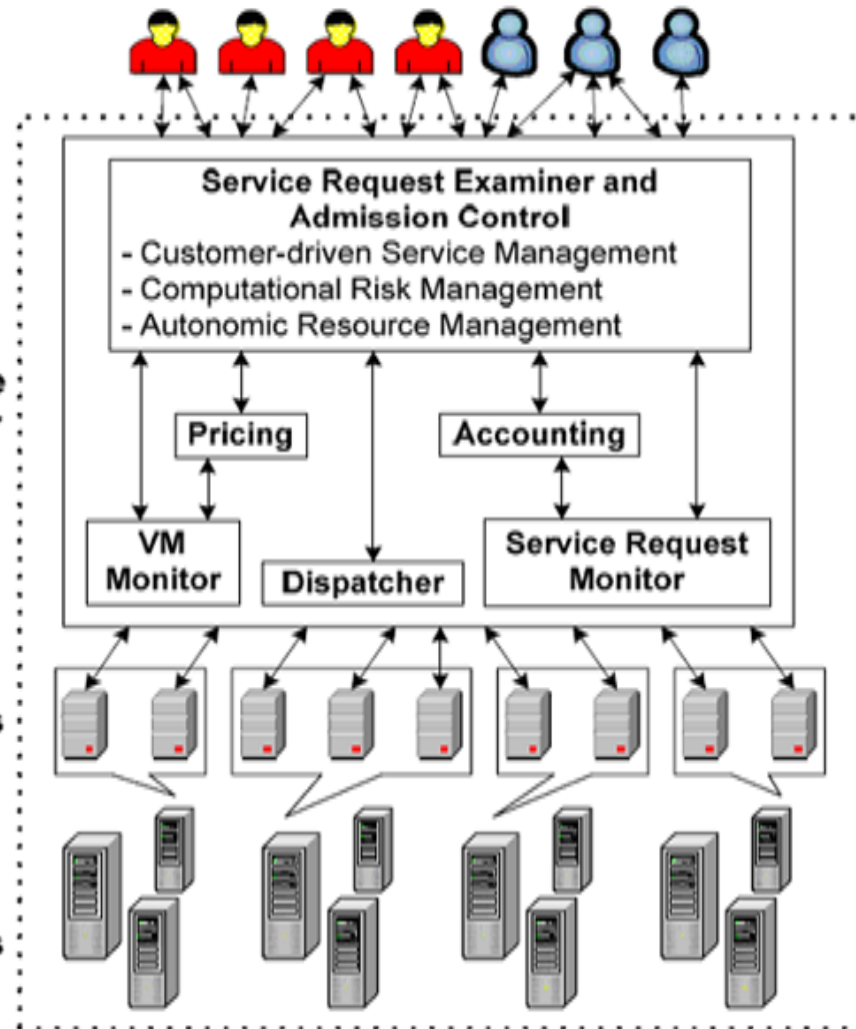 Service Request Examiner and
Admission Control
- Customer-driven Service Management
- Computational Risk Management
- Autonomic Resource Management
Pricing
Accounting
VM
Monitor
Dispatcher
Service Request
Monitor